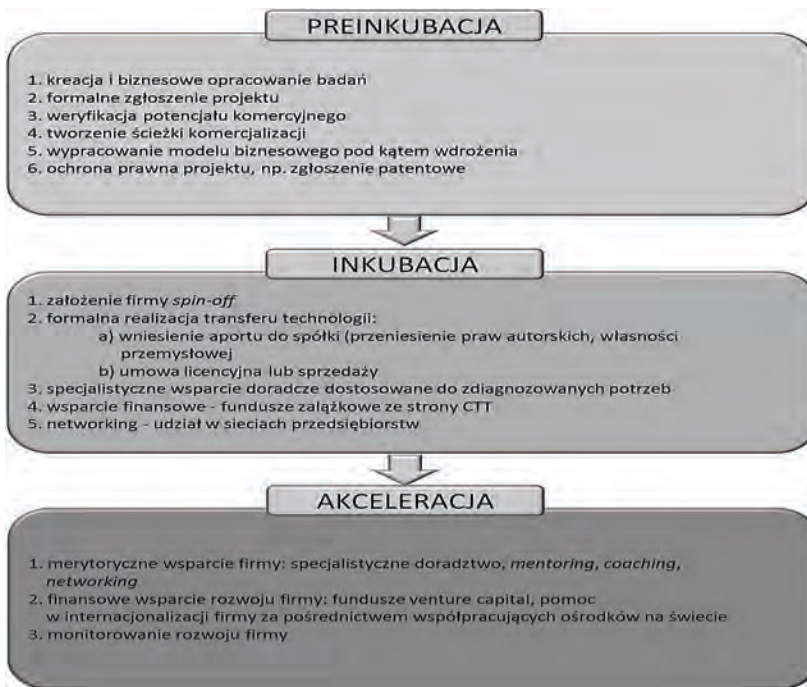 PREINKUBACJA
1. kreacja i biznesowe opracowanie badań
2. formalne zgłoszenie projektu
3. weryfikacja potencjału komercyjnego
4. tworzenie ścieżki komercjalizacji
5. wypracowanie modelu biznesowego pod kątem wdrożenia
6. ochrona prawna projektu, np. zgłoszenie patentowe
INKUBACJA
1. założenie firmy spin-off
2. formalna realizacja transferu technologii:
a) wniesienie aportu do spółki (przeniesienie praw autorskich, własności
przemysłowej
b) umowa licencyjna lub sprzedaży
3. specjalistyczne wsparcie doradcze dostosowane do zdiagnozowanych potrzeb
4. wsparcie finansowe - fundusze zalążkowe ze strony CTT
5. networking - udział w sieciach przedsiębiorstw
AKCELERACJA
1. merytoryczne wsparcie firmy: specjalistyczne doradztwo, mentoring, coaching,
networking
2. finansowe wsparcie rozwoju firmy: fundusze venture capital, pomoc
w internacjonalizacji firmy za pośrednictwem współpracujących ośrodków na świecie
3. monitorowanie rozwoju firmy